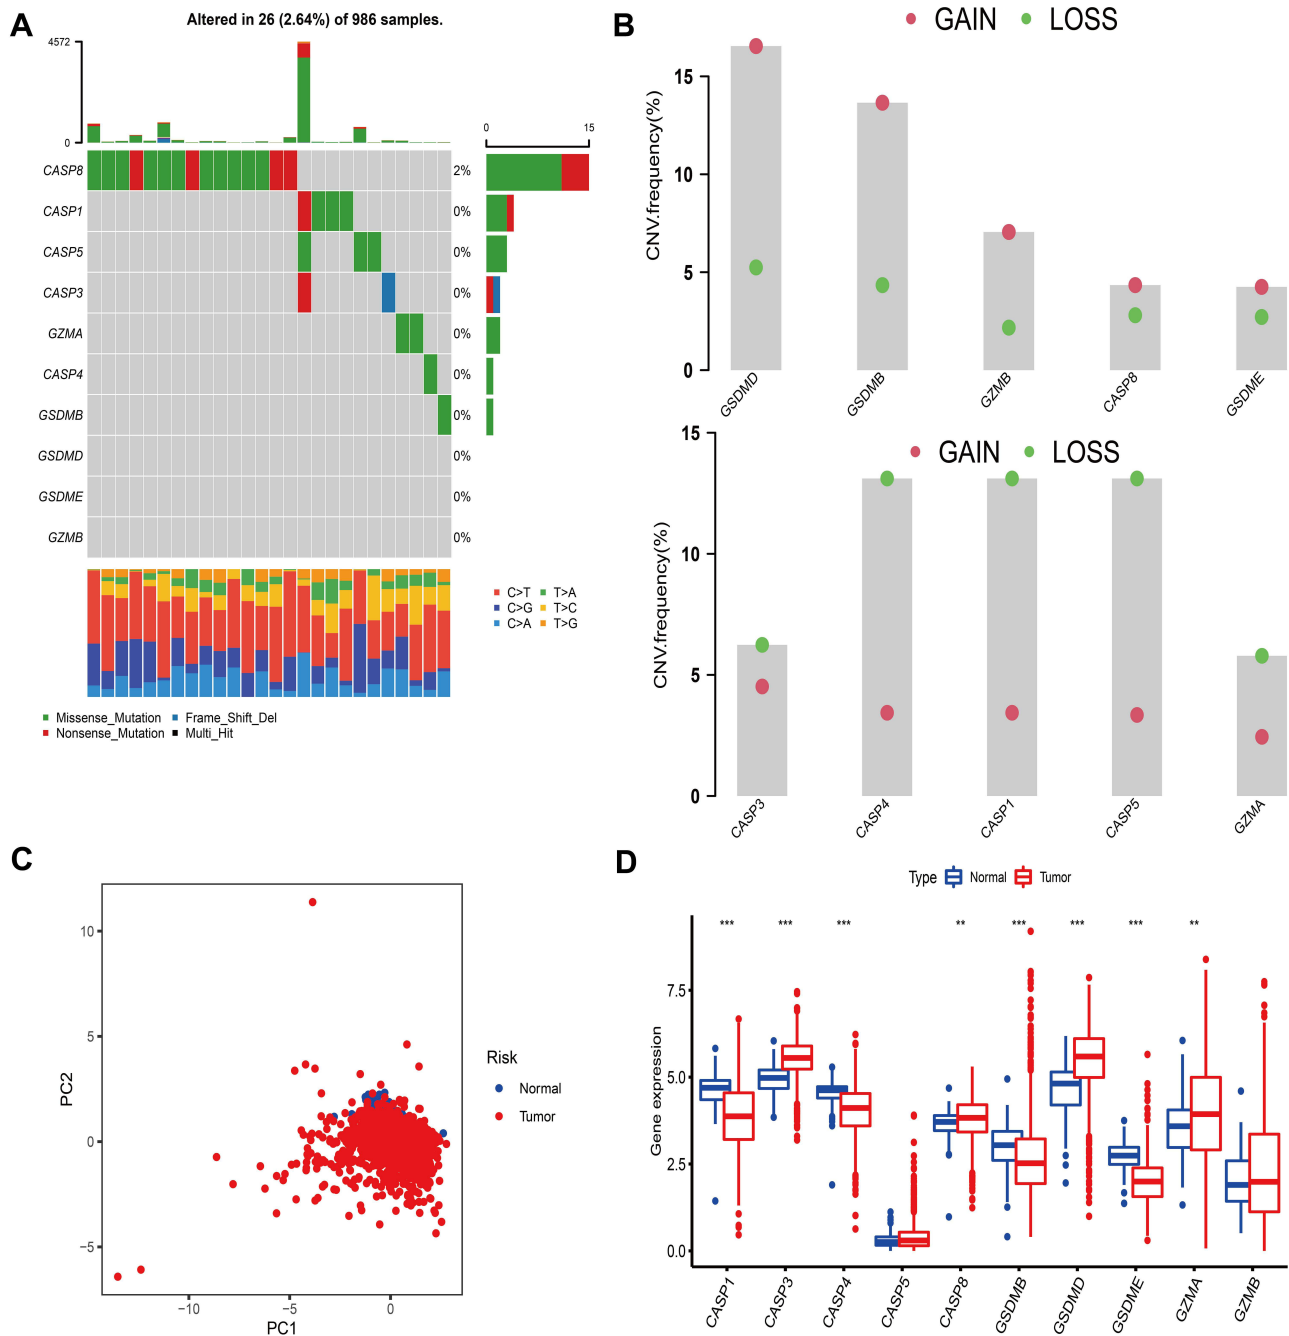 A
Altered in 26 (2.64%) of 986 samples.
4572
0
0 15
CASP8 2%
CASP1 0%
CASP5 0%
CASP3 0%
GZMA 0%
CASP4 0%
GSDMB 0%
GSDMD 0%
GSDME 0%
GZMB 0%
C>T T>A
C>G T>C
C>A T>G
Missense_Mutation Frame_Shift_Del
Nonsense_Mutation Multi_Hit
B
GAIN LOSS
CNV.frequency(%)
15
10
5
0
GSDMD GSDMB GZMB CASP8 GSDME
GAIN LOSS
CNV.frequency(%)
15
10
5
0
CASP3 CASP4 CASP1 CASP5 GZMA
C
PC2
10
5
0
−5
−10 −5 0
PC1
Risk
Normal
Tumor
D
Type Normal Tumor
*** *** *** ** *** *** *** **
Gene expression
7.5
5.0
2.5
0.0
CASP1 CASP3 CASP4 CASP5 CASP8 GSDMB GSDMD GSDME GZMA GZMB